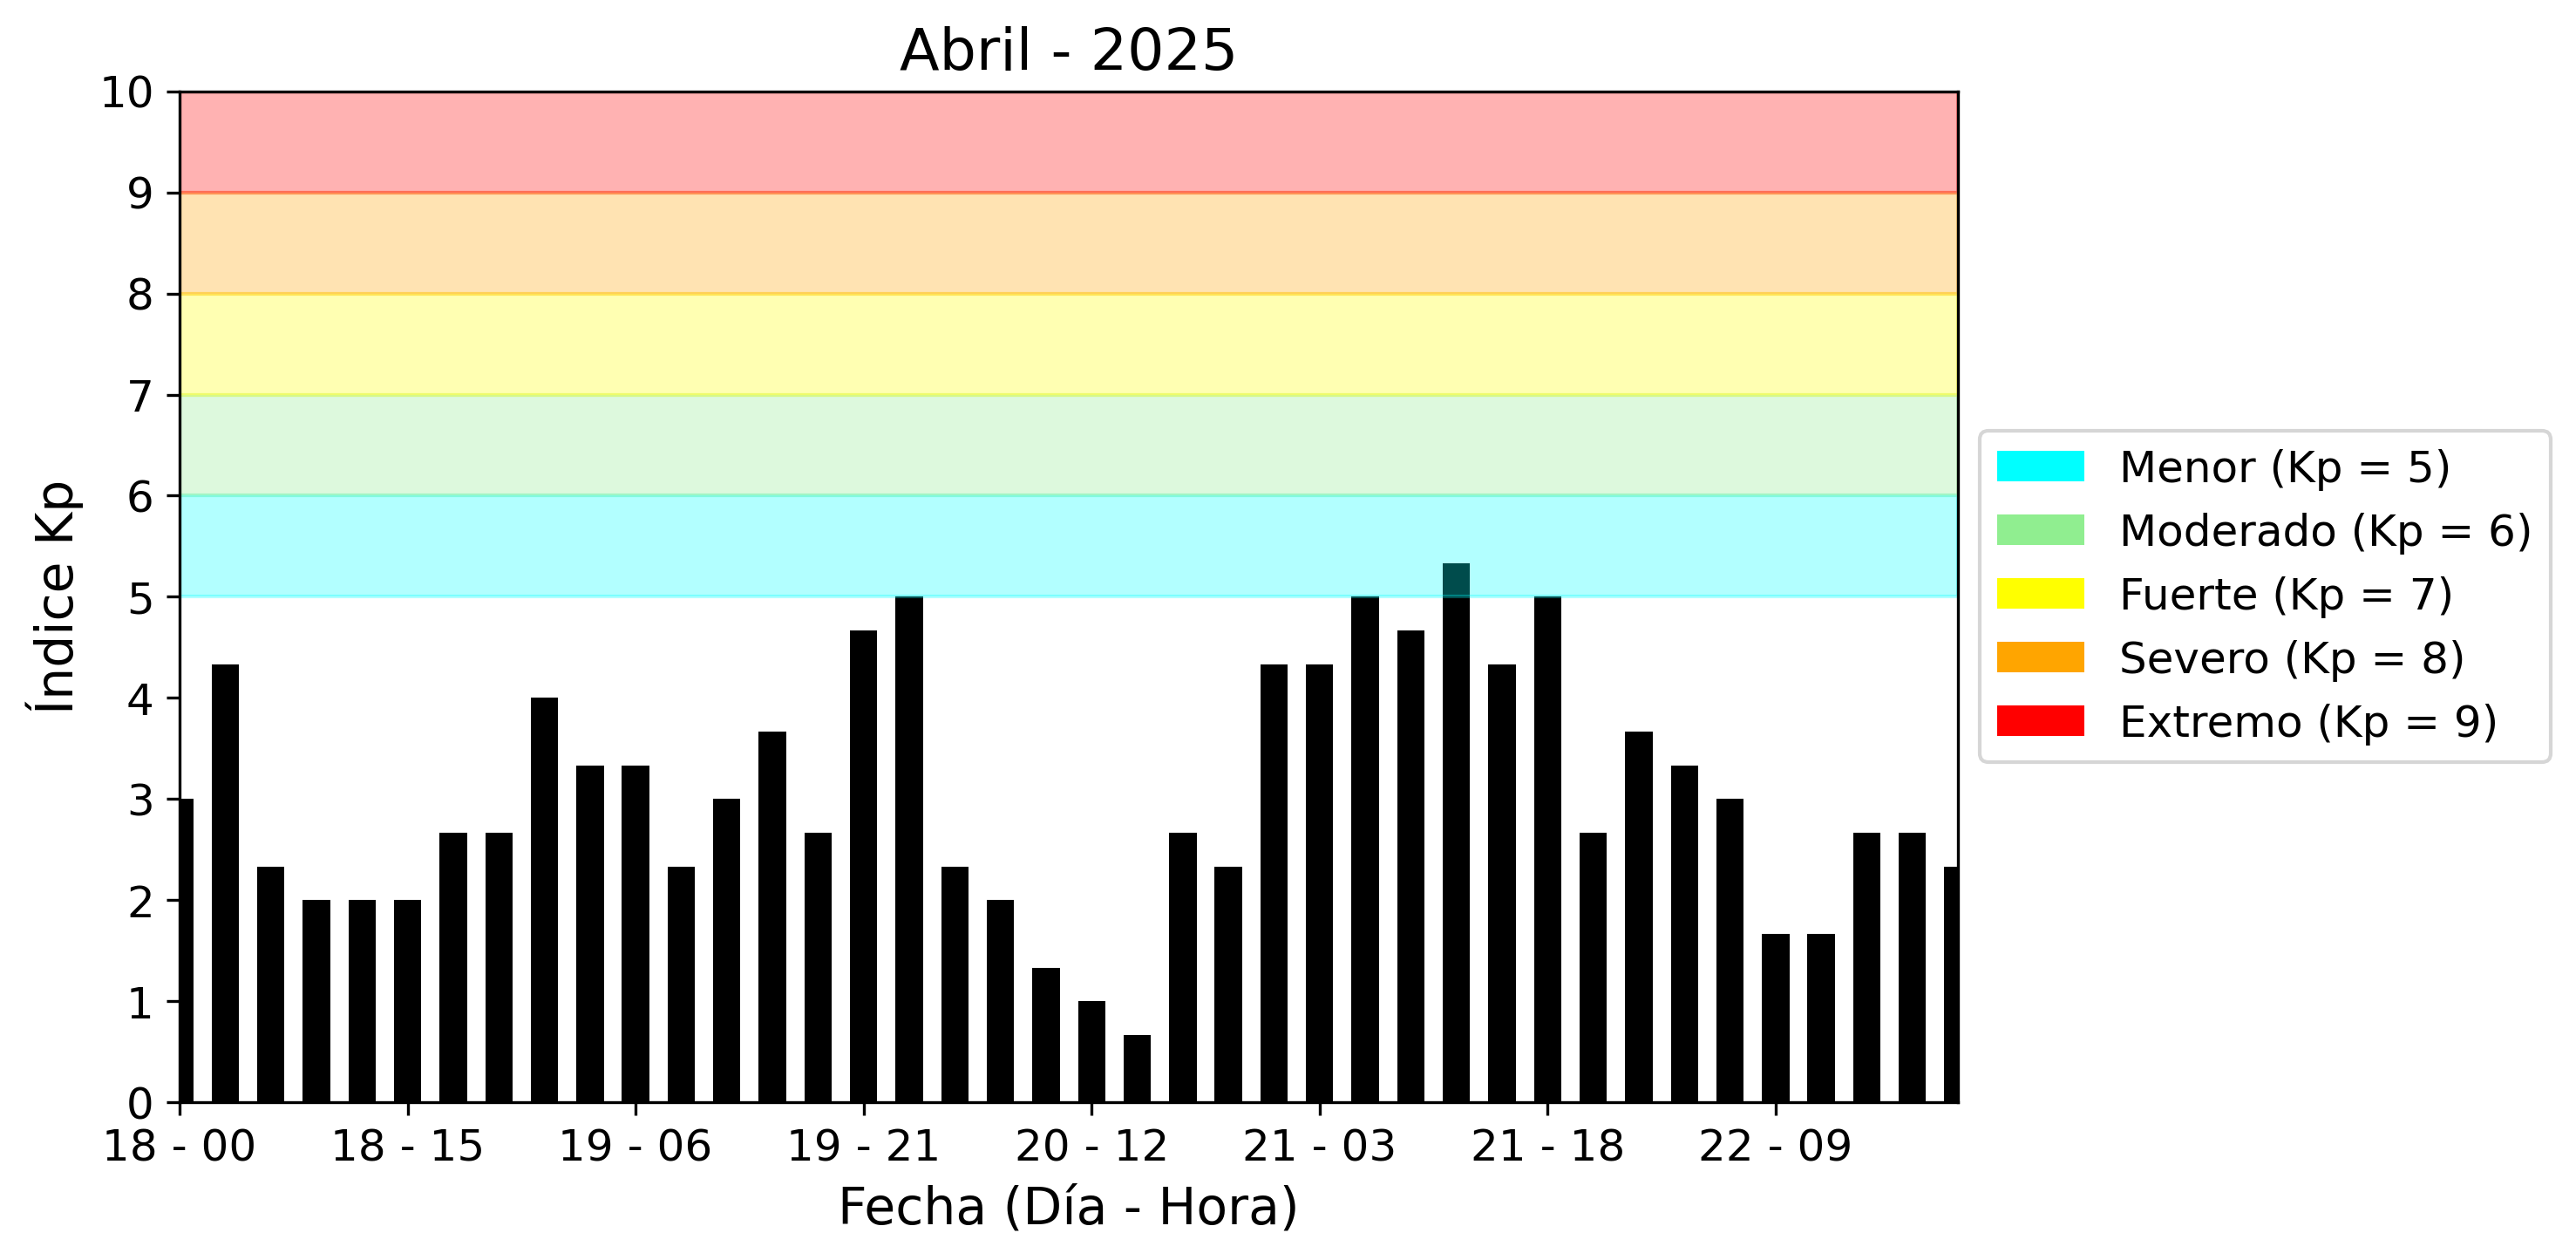 Abril - 2025
10
9
8
7
6
5
4
3
2
1
0
Índice Kp
18 - 00
18 - 15
19 - 06
19 - 21
20 - 12
21 - 03
21 - 18
22 - 09
Fecha (Día - Hora)
Menor (Kp = 5)
Moderado (Kp = 6)
Fuerte (Kp = 7)
Severo (Kp = 8)
Extremo (Kp = 9)